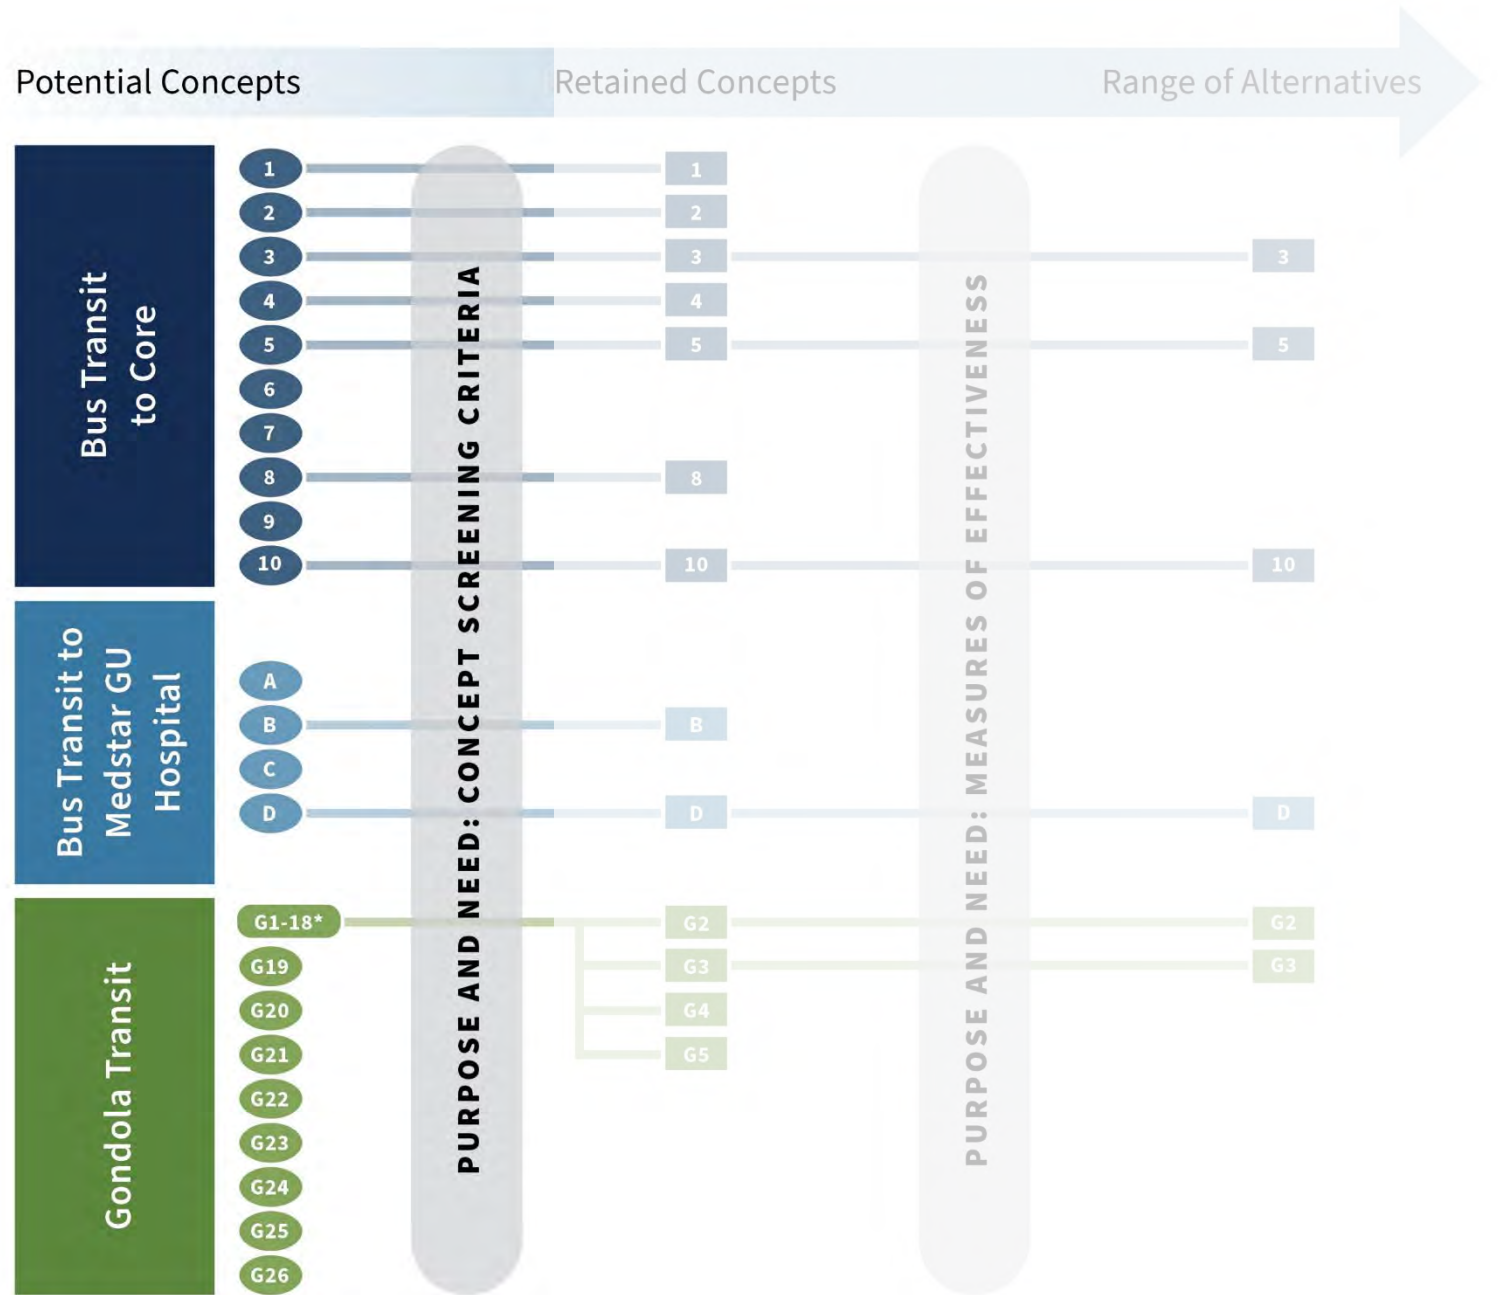 Potential Concepts
Retained Concepts
Range of Alternatives
Bus Transit
to Core
1
2
3
4
5
6
7
8
9
10
Bus Transit to
Medstar GU
Hospital
A
B
C
D
Gondola Transit
G1-18*
G19
G20
G21
G22
G23
G24
G25
G26
PURPOSE AND NEED: CONCEPT SCREENING CRITERIA
1
2
3
4
5
8
10
B
D
G2
G3
G4
G5
PURPOSE AND NEED: MEASURES OF EFFECTIVENESS
3
5
10
D
G2
G3